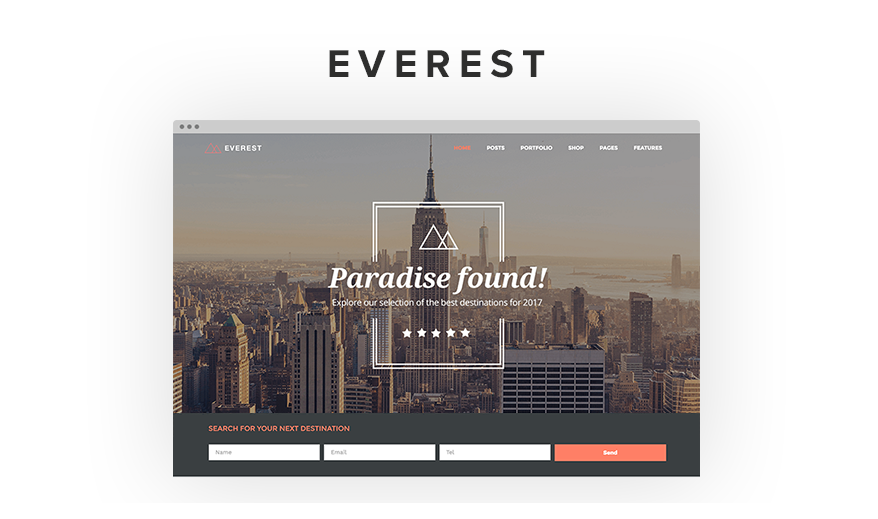 EVEREST
EVEREST
HOME POSTS PORTFOLIO SHOP PAGES FEATURES
Paradise found!
Explore our selection of the best destinations for 2017
SEARCH FOR YOUR NEXT DESTINATION
Name Email Tel Send